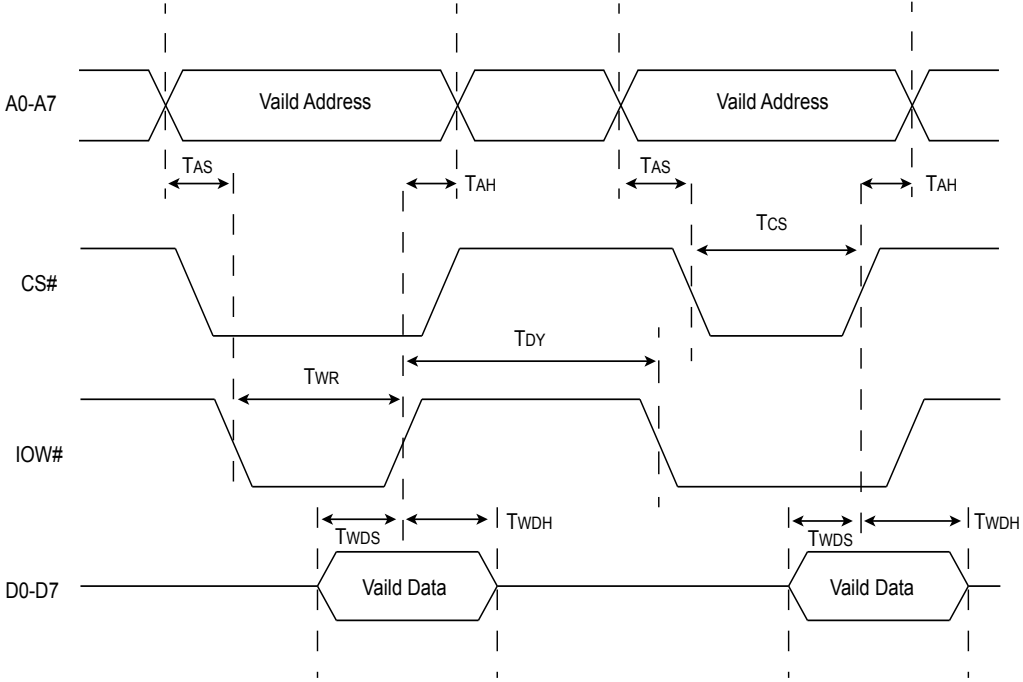 A0-A7
Vaild Address
Vaild Address
TAS
TAH
TAS
TAH
TCS
CS#
TDY
TWR
IOW#
TWDS
TWDH
TWDS
TWDH
D0-D7
Vaild Data
Vaild Data